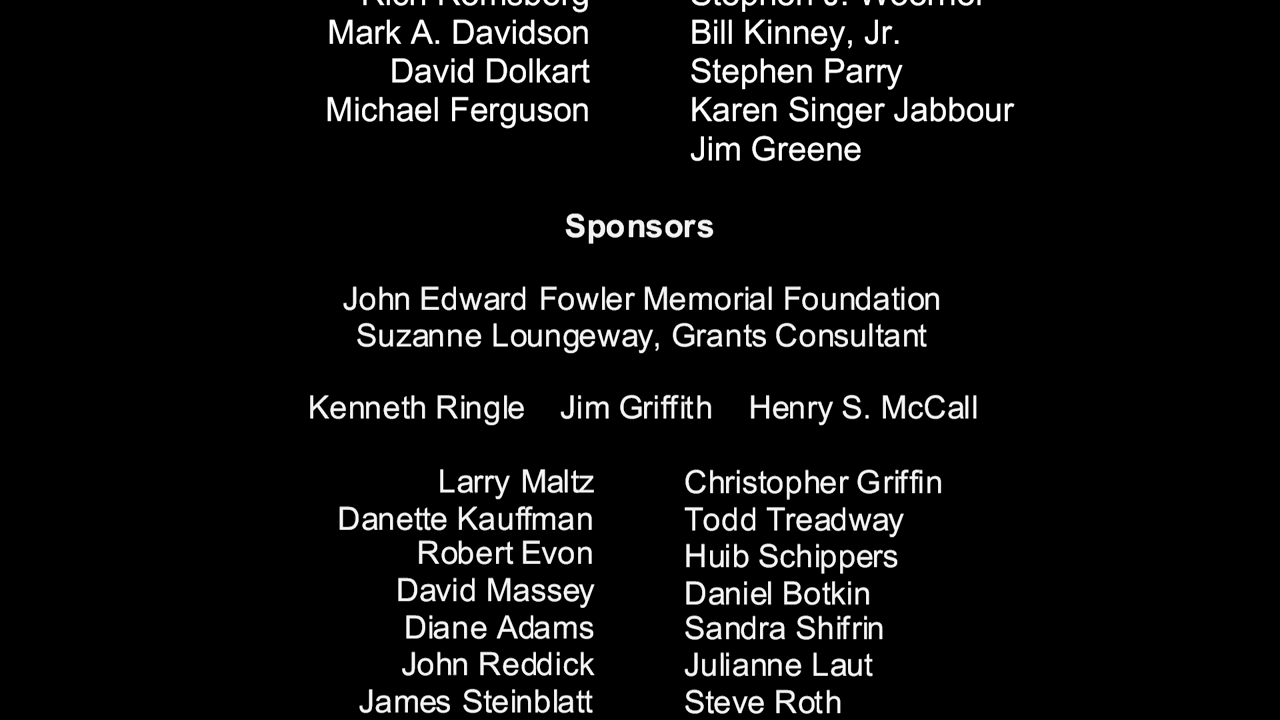 Mark A. Davidson Bill Kinney, Jr.
David Dolkart Stephen Parry
Michael Ferguson Karen Singer Jabbour
Jim Greene
Sponsors
John Edward Fowler Memorial Foundation
Suzanne Loungeway, Grants Consultant
Kenneth Ringle Jim Griffith Henry S. McCall
Larry Maltz Christopher Griffin
Danette Kauffman Todd Treadway
Robert Evon Huib Schippers
David Massey Daniel Botkin
Diane Adams Sandra Shifrin
John Reddick Julianne Laut
James Steinblatt Steve Roth